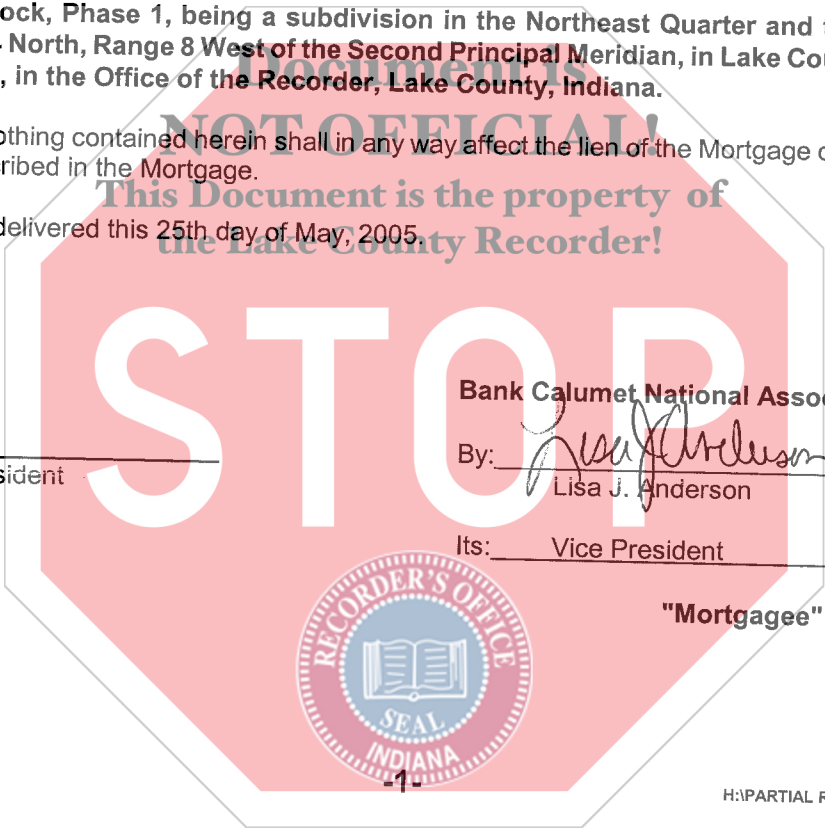 ock, Phase 1, being a subdivision in the Northeast Quarter and
North, Range 8 West of the Second Principal Meridian, in Lake Co
, in the Office of the Recorder, Lake County, Indiana.
Document is
NOT OFFICIAL!
This Document is the property of
the Lake County Recorder!
othing contained herein shall in any way affect the lien of the Mortgage
ribed in the Mortgage.
delivered this 25th day of May, 2005.
STOP
Bank Calumet National Asso
By: Lisa J Anderson
sident
Lisa J. Anderson
Its: Vice President
"Mortgagee"
RECORDER'S OFFICE
SEAL
INDIANA
-1-
H:\PARTIAL R